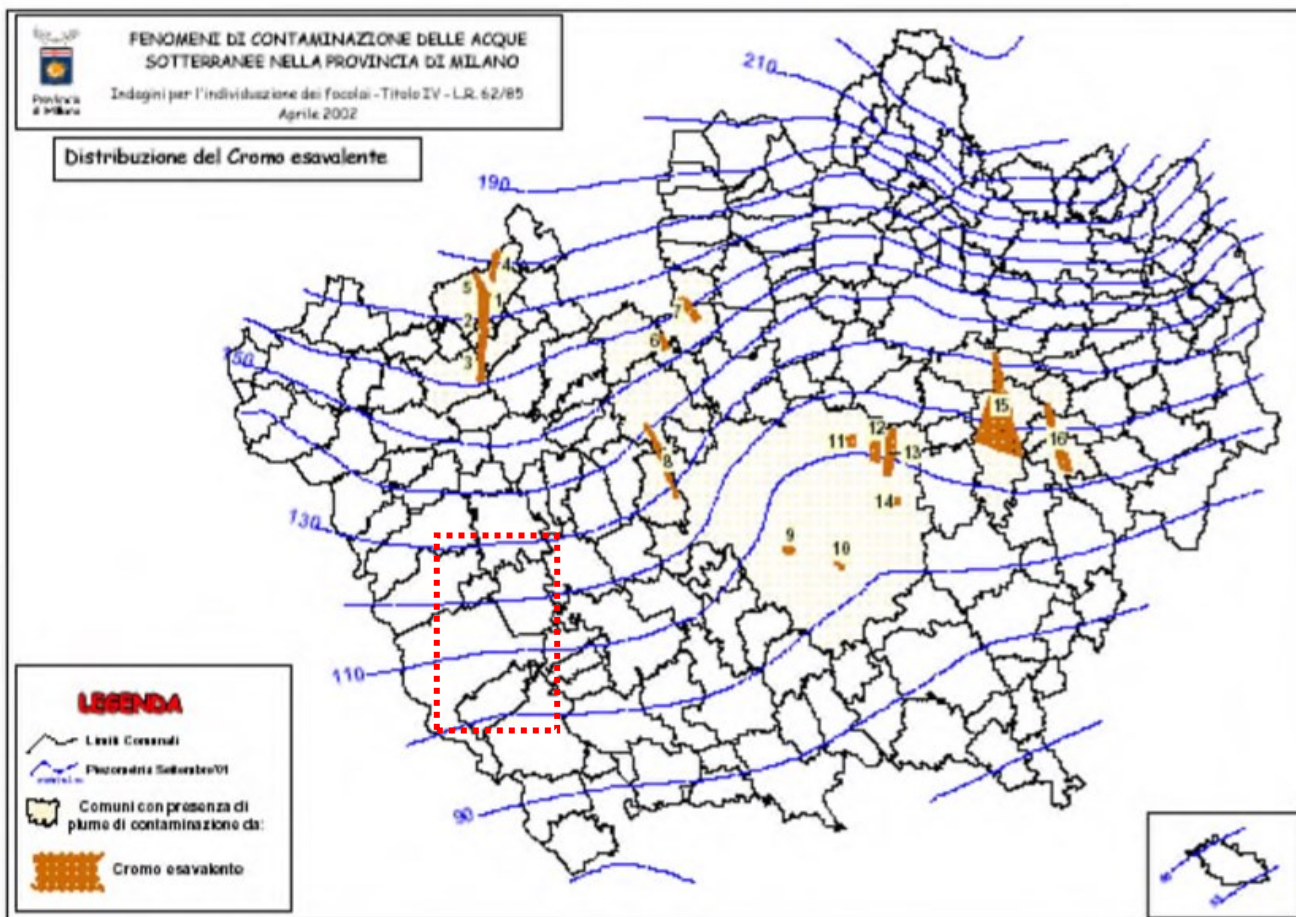 FENOMENI DI CONTAMINAZIONE DELLE ACQUE
SOTTERRANEE NELLA PROVINCIA DI MILANO
Indagini per l'individuazione dei focolai - Titolo IV - L.R. 62/85
Aprile 2002
Provincia
di Milano
Distribuzione del Cromo esavalente
210
190
150
130
110
90
4
5
1
2
3
7
6
8
12
11
13
14
9
10
15
16
LEGENDA
Limiti Comunali
Piezometria Settembre'01
Comuni con presenza di
plume di contaminazione da:
Cromo esavalente